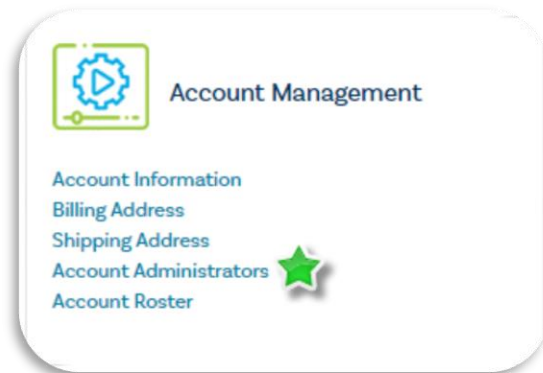 Account Management
Account Information
Billing Address
Shipping Address
Account Administrators
Account Roster